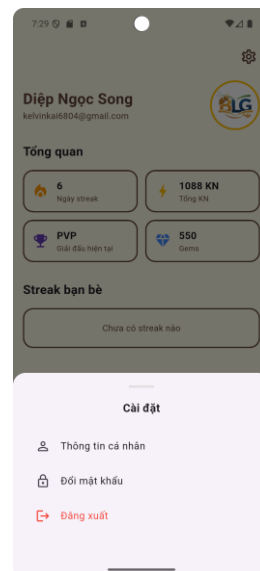 7:29
Diệp Ngọc Song
kelvinkai6804@gmail.com
BLG
Tổng quan
6
Ngày streak
1088 KN
Tổng KN
PVP
Giải đấu hiện tại
550
Gems
Streak bạn bè
Chưa có streak nào
Cài đặt
Thông tin cá nhân
Đổi mật khẩu
Đăng xuất